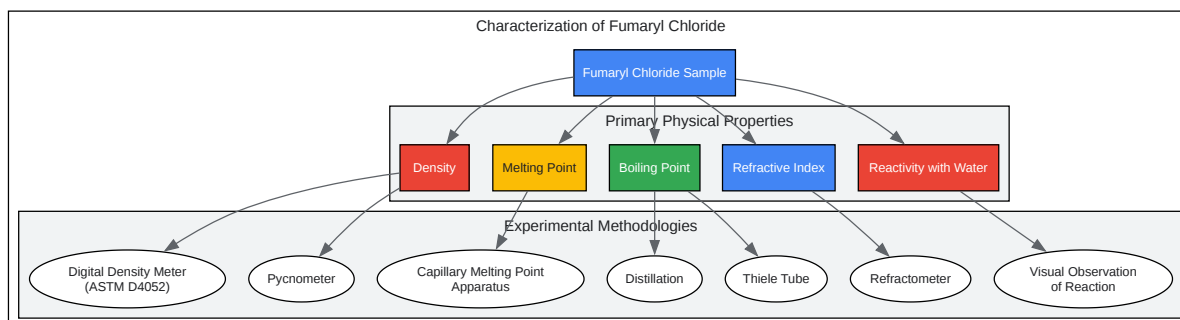 Characterization of Fumaryl Chloride
Fumaryl Chloride Sample
Primary Physical Properties
Density
Melting Point
Boiling Point
Refractive Index
Reactivity with Water
Experimental Methodologies
Digital Density Meter
(ASTM D4052)
Pycnometer
Capillary Melting Point
Apparatus
Distillation
Thiele Tube
Refractometer
Visual Observation
of Reaction